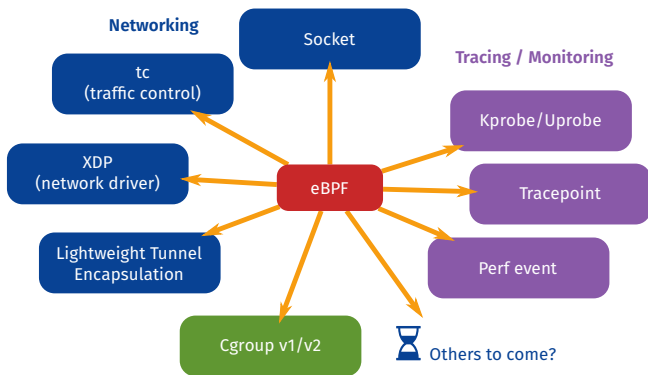 Networking
Socket
tc
(traffic control)
Tracing / Monitoring
Kprobe/Uprobe
XDP
(network driver)
eBPF
Tracepoint
Lightweight Tunnel
Encapsulation
Perf event
Cgroup v1/v2
Others to come?